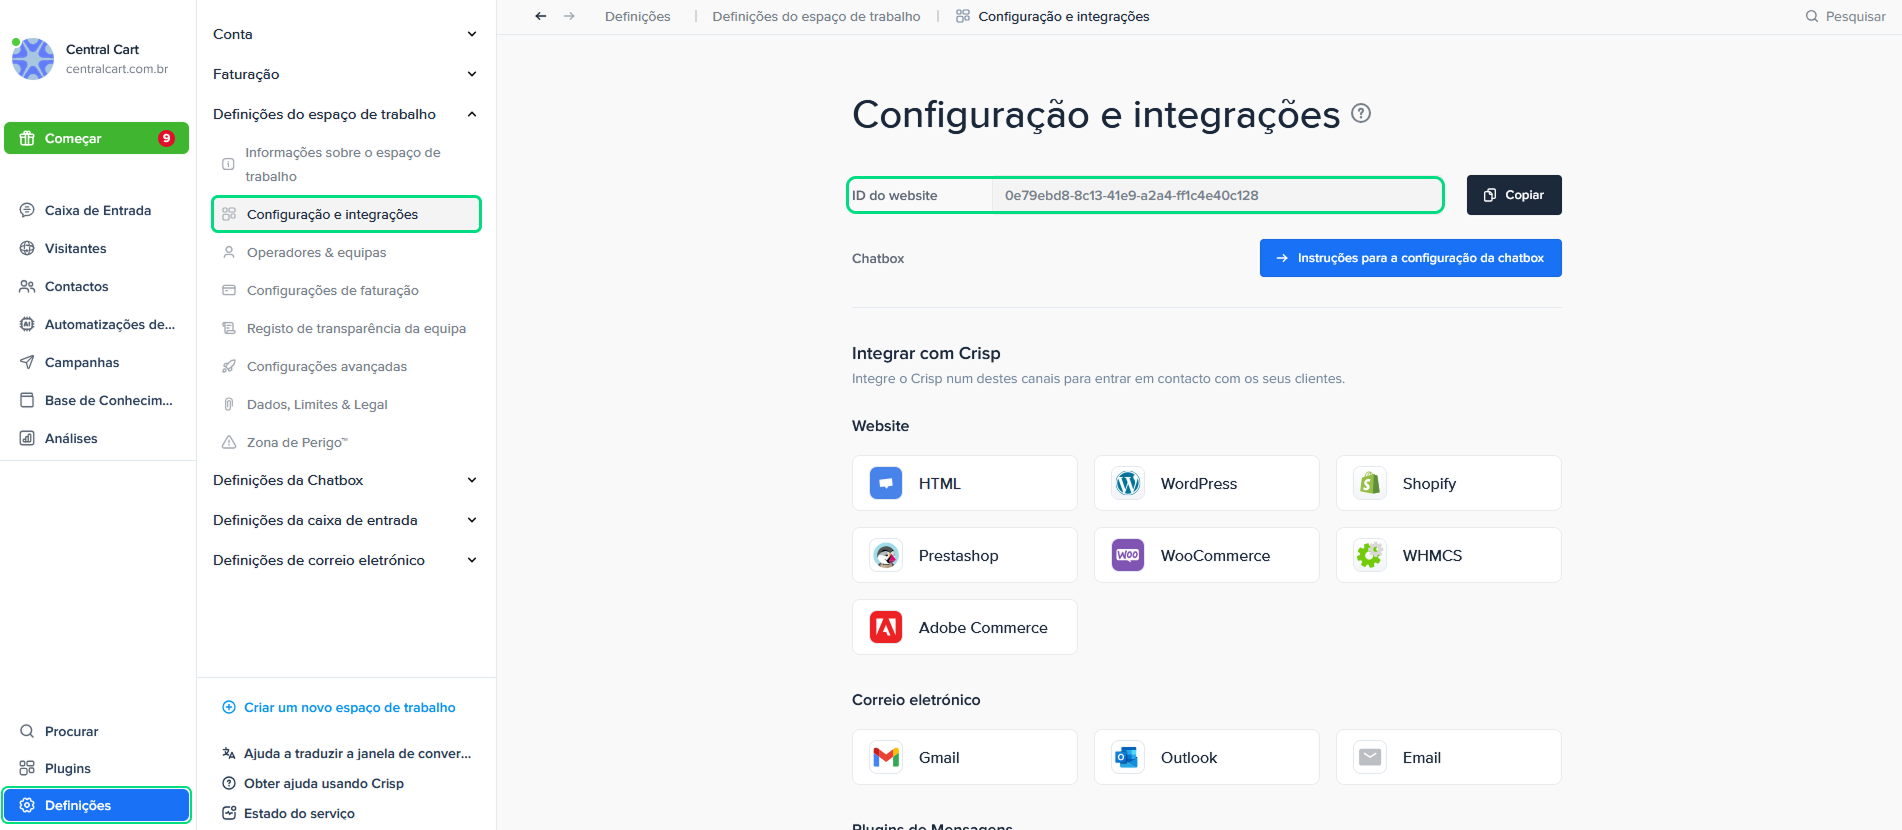 Central Cart
centralcart.com.br
Começar
9
Caixa de Entrada
Visitantes
Contactos
Automatizações de...
Campanhas
Base de Conhecim...
Análises
Procurar
Plugins
Definições
Conta
Faturação
Definições do espaço de trabalho
Informações sobre o espaço de
trabalho
Configuração e integrações
Operadores & equipas
Configurações de faturação
Registo de transparência da equipa
Configurações avançadas
Dados, Limites & Legal
Zona de Perigo™
Definições da Chatbox
Definições da caixa de entrada
Definições de correio eletrónico
Criar um novo espaço de trabalho
Ajuda a traduzir a janela de conver...
Obter ajuda usando Crisp
Estado do serviço
Definições
Definições do espaço de trabalho
Configuração e integrações
Pesquisar
Configuração e integrações
ID do website
0e79ebd8-8c13-41e9-a2a4-ff1c4e40c128
Copiar
Chatbox
Instruções para a configuração da chatbox
Integrar com Crisp
Integre o Crisp num destes canais para entrar em contacto com os seus clientes.
Website
HTML
WordPress
Shopify
Prestashop
WOO
WooCommerce
WHMCS
Adobe Commerce
Correio eletrónico
Gmail
Outlook
Email
Plugins de Mensagens